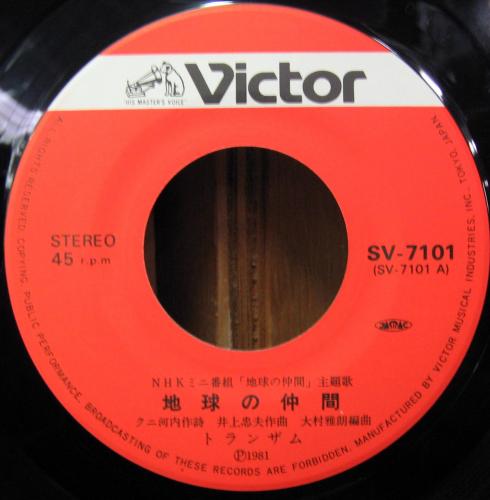 Victor
"HIS MASTER'S VOICE"
STEREO
45 r.p.m
SV-7101
(SV-7101 A)
JASRAC
NHKミニ番組「地球の仲間」主題歌
地球の仲間
クニ河内作詩 井上忠夫作曲 大村雅朗編曲
トランザム
Ⓟ1981
ALL RIGHTS RESERVED. COPYING, PUBLIC PERFORMANCE, BROADCASTING OF THESE RECORDS ARE FORBIDDEN. MANUFACTURED BY VICTOR MUSICAL INDUSTRIES, INC. TOKYO, JAPAN